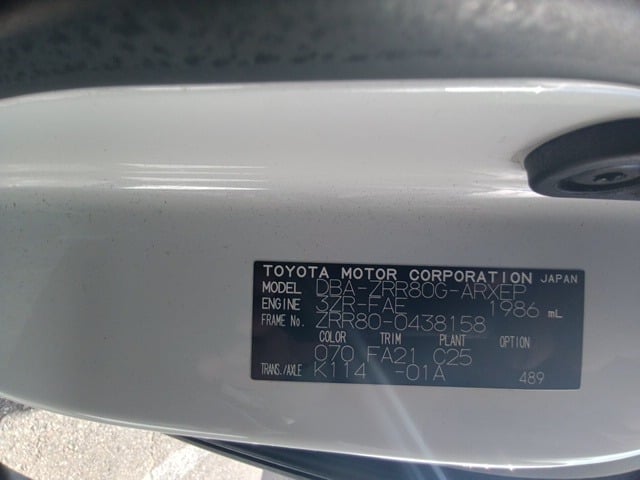 TOYOTA MOTOR CORPORATION JAPAN
MODEL DBA-ZRR80G-ARXEP
ENGINE 3ZR-FAE 1986 mL
FRAME No. ZRR80-0438158
COLOR TRIM PLANT OPTION
070 FA21 C25
TRANS./AXLE K114 -01A 489